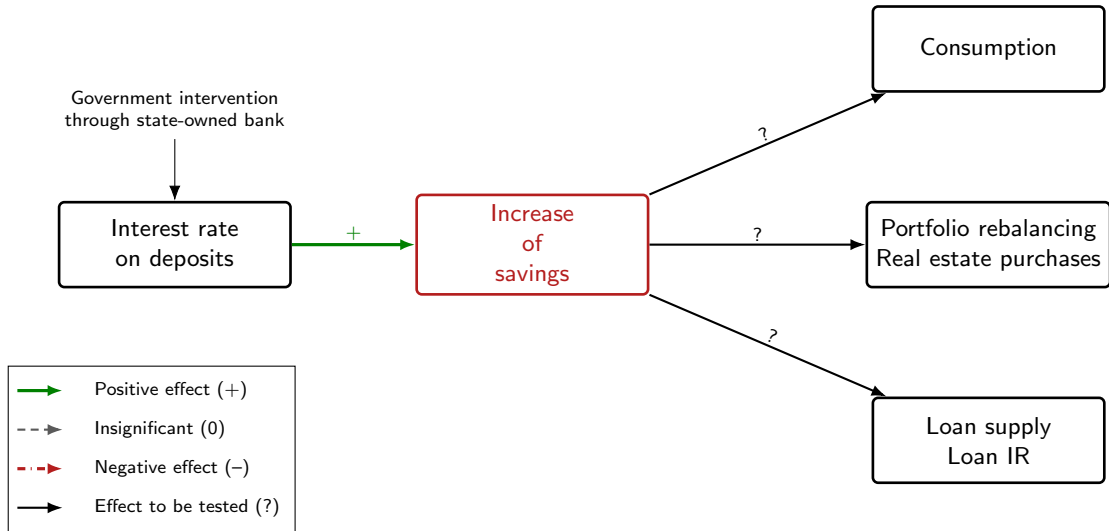 Consumption
Government intervention
through state-owned bank
?
Interest rate
on deposits
+
Increase
of
savings
?
Portfolio rebalancing
Real estate purchases
?
Loan supply
Loan IR
Positive effect (+)
Insignificant (0)
Negative effect (−)
Effect to be tested (?)